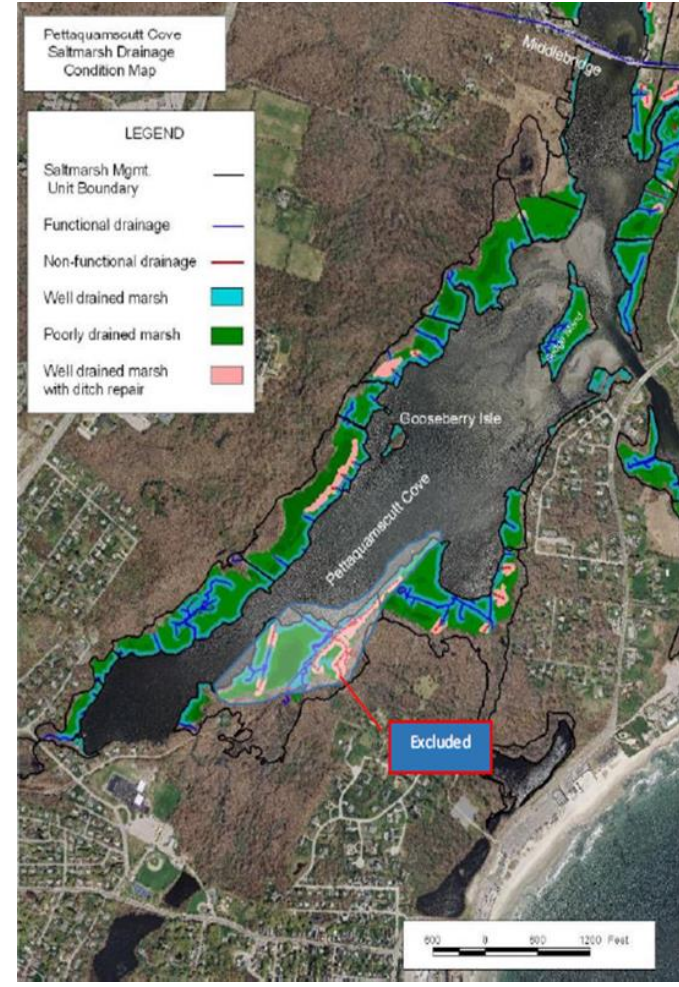 Pettaquamscutt Cove
Saltmarsh Drainage
Condition Map
LEGEND
Saltmarsh Mgmt.
Unit Boundary
Functional drainage
Non-functional drainage
Well drained marsh
Poorly drained marsh
Well drained marsh
with ditch repair
Middlebridge
Sedge Island
Gooseberry Isle
Pettaquamscutt Cove
Excluded
600 0 600 1200 Feet